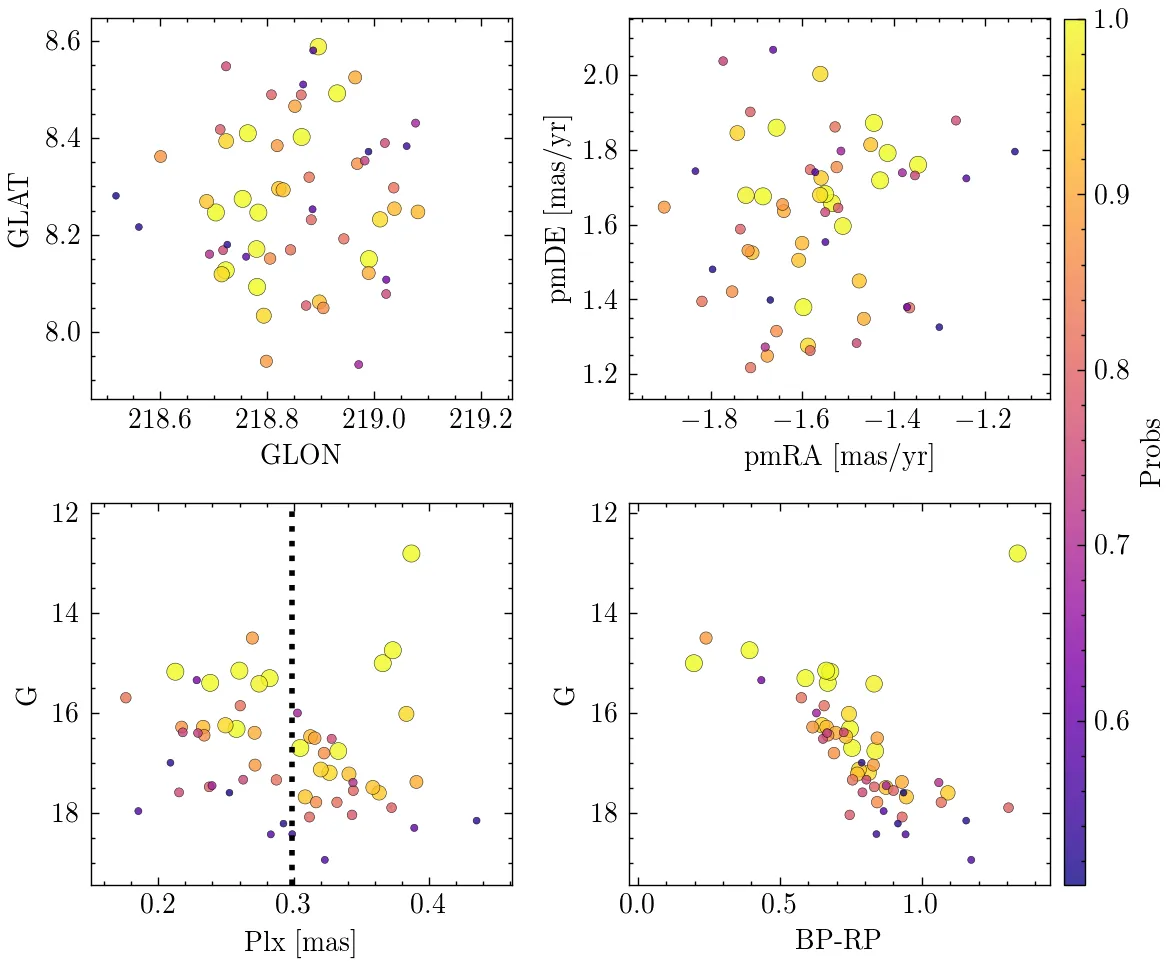 8.6
8.4
8.2
8.0
GLAT
218.6 218.8 219.0 219.2
GLON
2.0
1.8
1.6
1.4
1.2
pmDE [mas/yr]
−1.8 −1.6 −1.4 −1.2
pmRA [mas/yr]
12
14
16
18
G
0.2 0.3 0.4
Plx [mas]
12
14
16
18
G
0.0 0.5 1.0
BP-RP
1.0
0.9
0.8
0.7
0.6
Probs